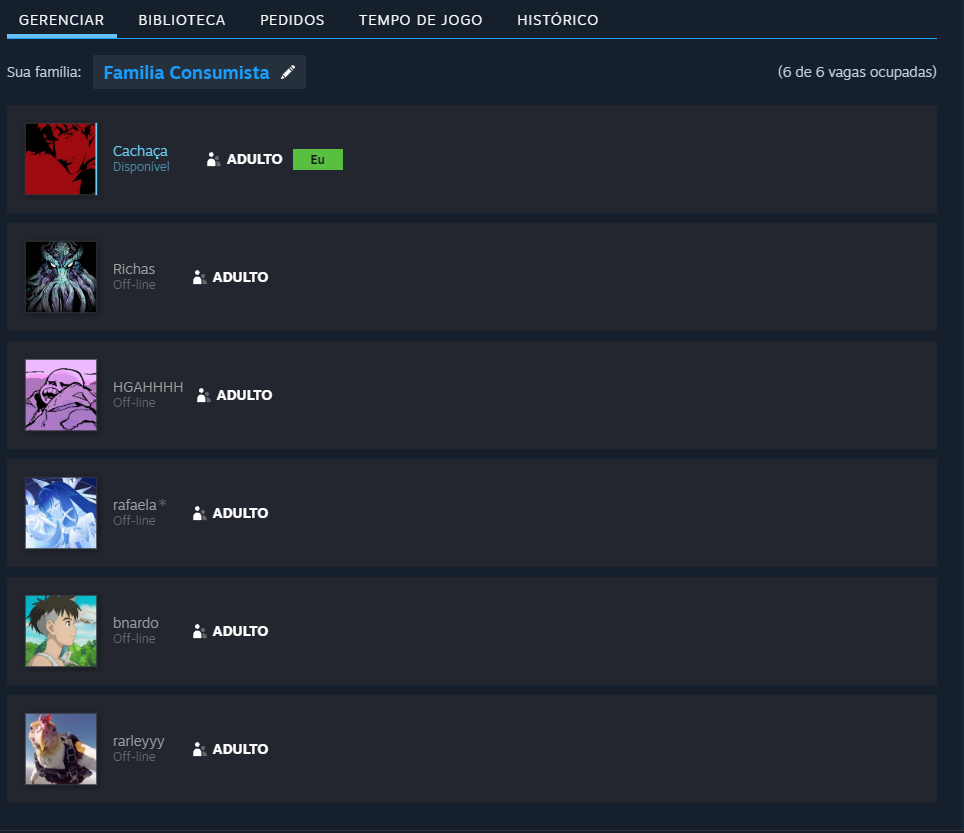 GERENCIAR BIBLIOTECA PEDIDOS TEMPO DE JOGO HISTÓRICO
Sua família: Familia Consumista (6 de 6 vagas ocupadas)
Cachaça
Disponível
ADULTO Eu
Richas
Off-line
ADULTO
HGAHHHH
Off-line
ADULTO
rafaela*
Off-line
ADULTO
bnardo
Off-line
ADULTO
rarleyyy
Off-line
ADULTO